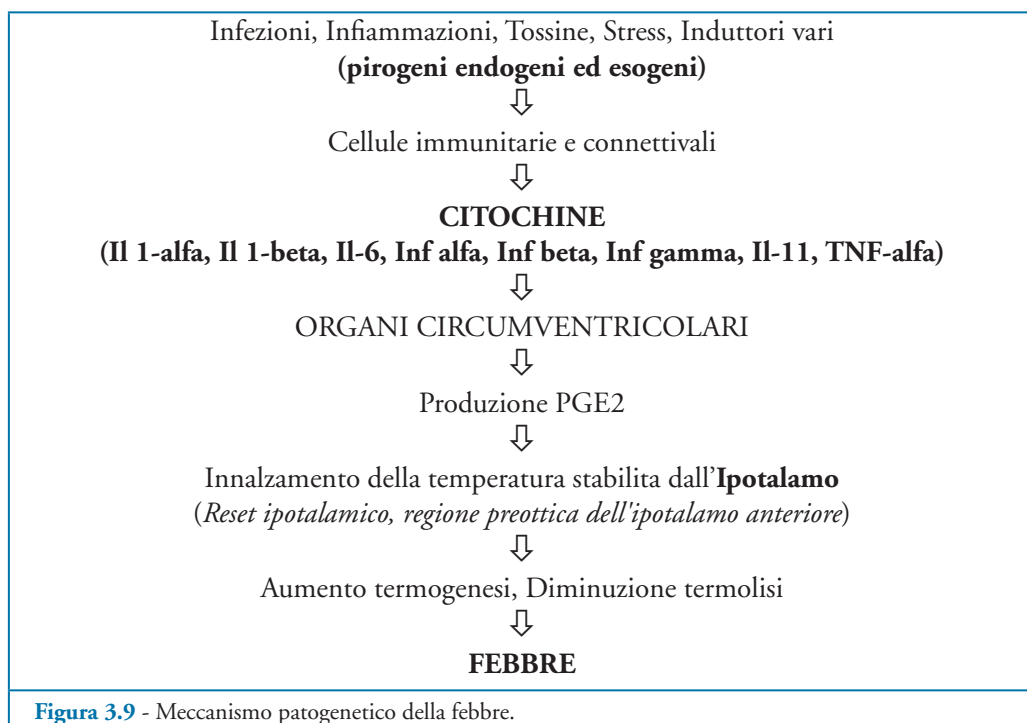 Infezioni, Infiammazioni, Tossine, Stress, Induttori vari
(pirogeni endogeni ed esogeni)
⇩
Cellule immunitarie e connettivali
⇩
CITOCHINE
(Il 1-alfa, Il 1-beta, Il-6, Inf alfa, Inf beta, Inf gamma, Il-11, TNF-alfa)
⇩
ORGANI CIRCUMVENTRICOLARI
⇩
Produzione PGE2
⇩
Innalzamento della temperatura stabilita dall'Ipotalamo
(Reset ipotalamico, regione preottica dell'ipotalamo anteriore)
⇩
Aumento termogenesi, Diminuzione termolisi
⇩
FEBBRE
Figura 3.9 - Meccanismo patogenetico della febbre.